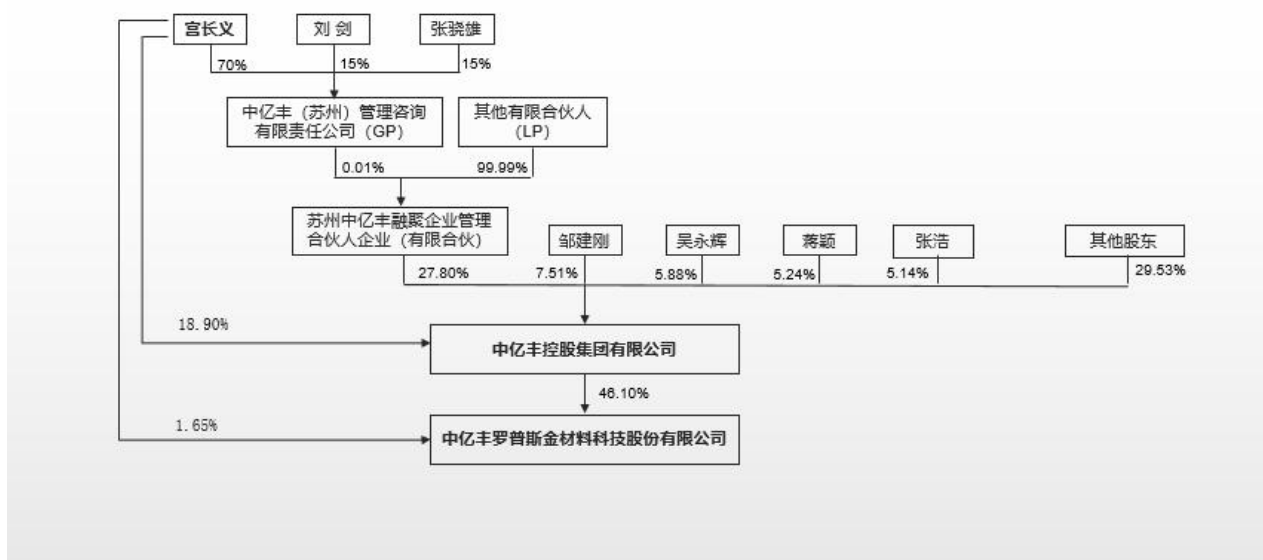 宫长义
刘 剑
张骁雄
70%
15%
15%
中亿丰（苏州）管理咨询
有限责任公司（GP）
其他有限合伙人
（LP）
0.01%
99.99%
苏州中亿丰融聚企业管理
合伙人企业（有限合伙）
邹建刚
吴永辉
蒋颖
张浩
其他股东
27.80%
7.51%
5.88%
5.24%
5.14%
29.53%
18.90%
中亿丰控股集团有限公司
46.10%
1.65%
中亿丰罗普斯金材料科技股份有限公司